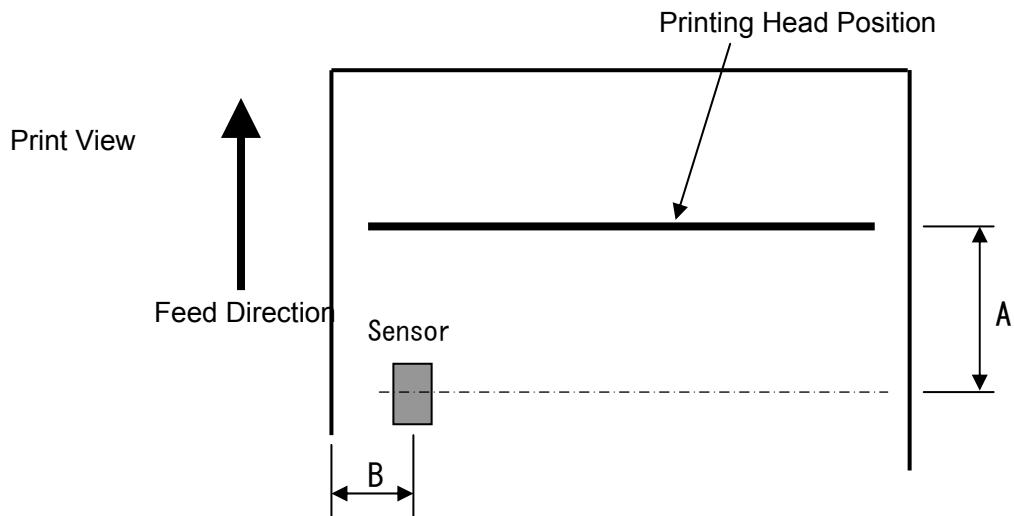 Printing Head Position
Print View
Feed Direction
Sensor
A
B